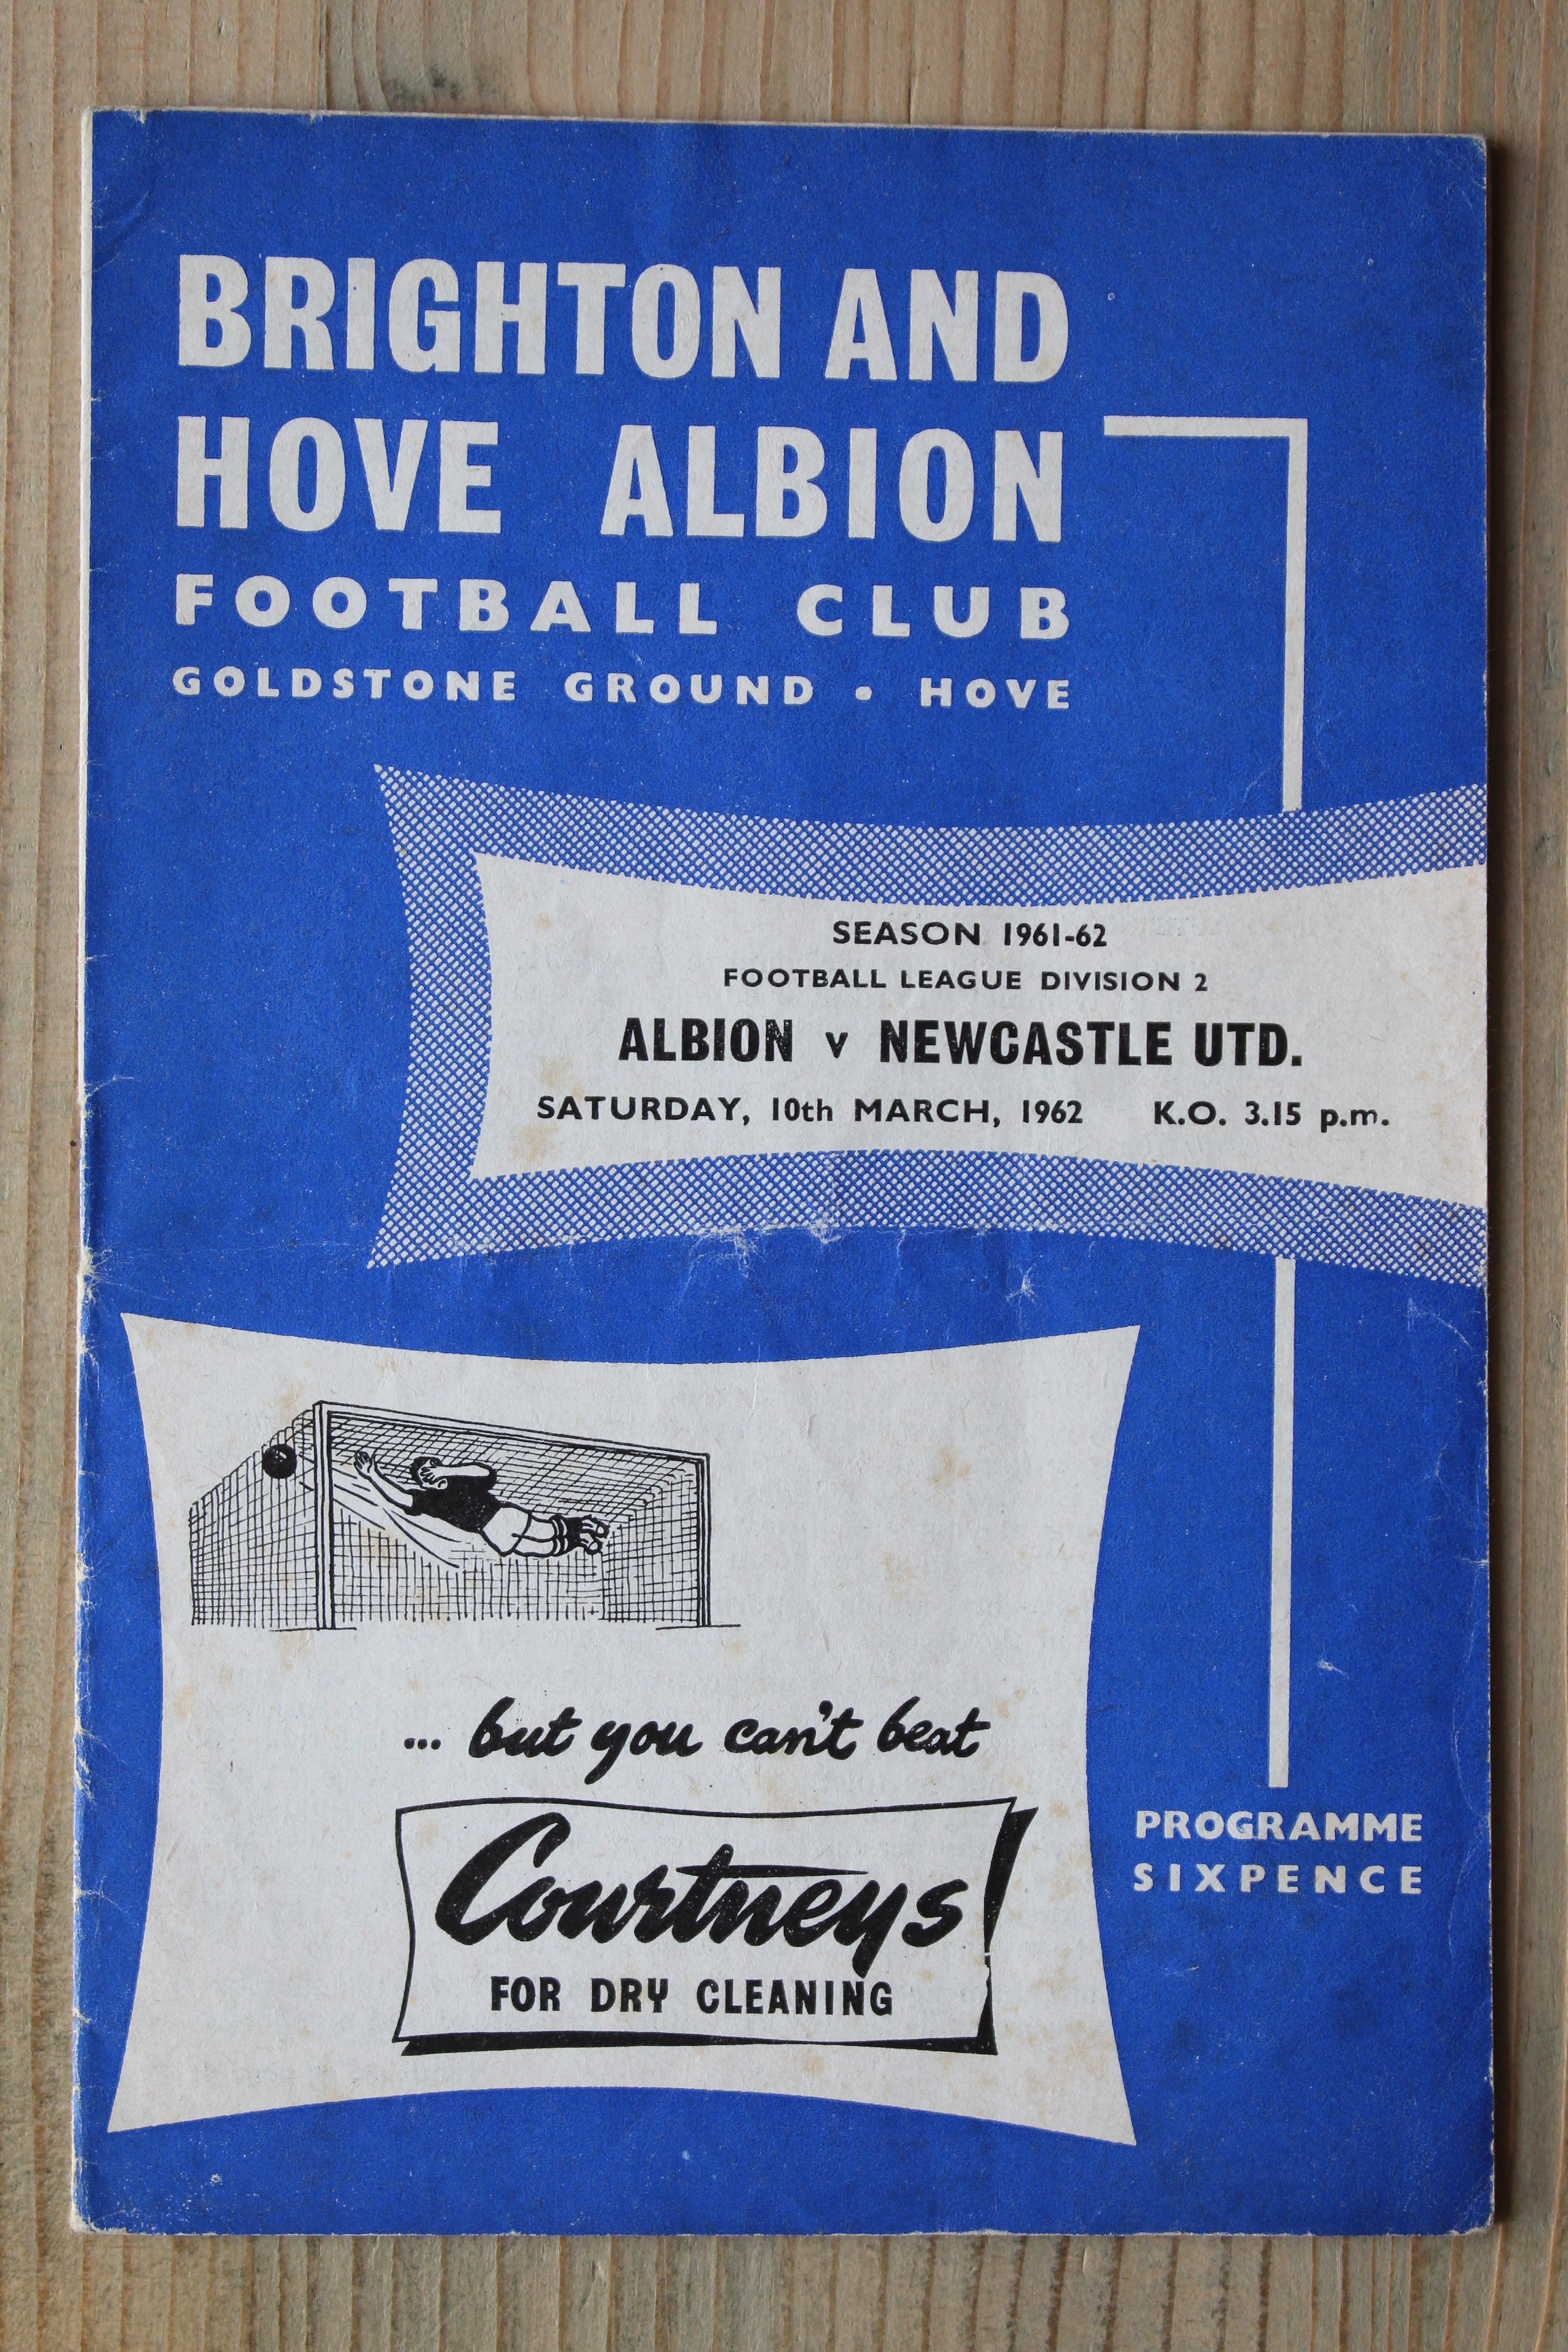 BRIGHTON AND
HOVE ALBION
FOOTBALL CLUB
GOLDSTONE GROUND • HOVE
SEASON 1961-62
FOOTBALL LEAGUE DIVISION 2
ALBION v NEWCASTLE UTD.
SATURDAY, 10th MARCH, 1962 K.O. 3.15 p.m.
... but you can't beat
Courtneys
FOR DRY CLEANING
PROGRAMME
SIXPENCE